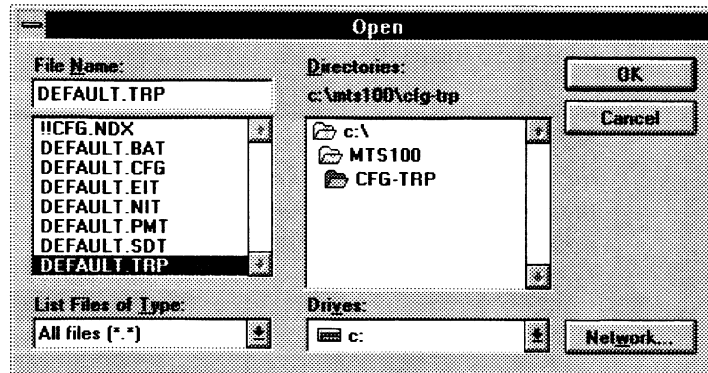 Open
File Name:
DEFAULT.TRP
!!CFG.NDX
DEFAULT.BAT
DEFAULT.CFG
DEFAULT.EIT
DEFAULT.NIT
DEFAULT.PMT
DEFAULT.SDT
DEFAULT.TRP
List Files of Type:
All files (*.*)
Directories:
c:\mts100\cfg-trp
c:\
MTS100
CFG-TRP
Drives:
c:
OK
Cancel
Network...